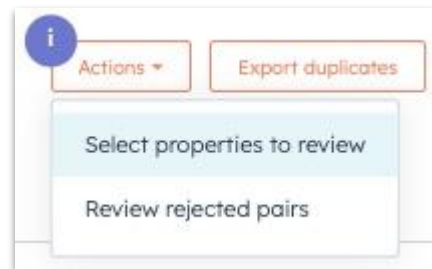 i
Actions
Export duplicates
Select properties to review
Review rejected pairs